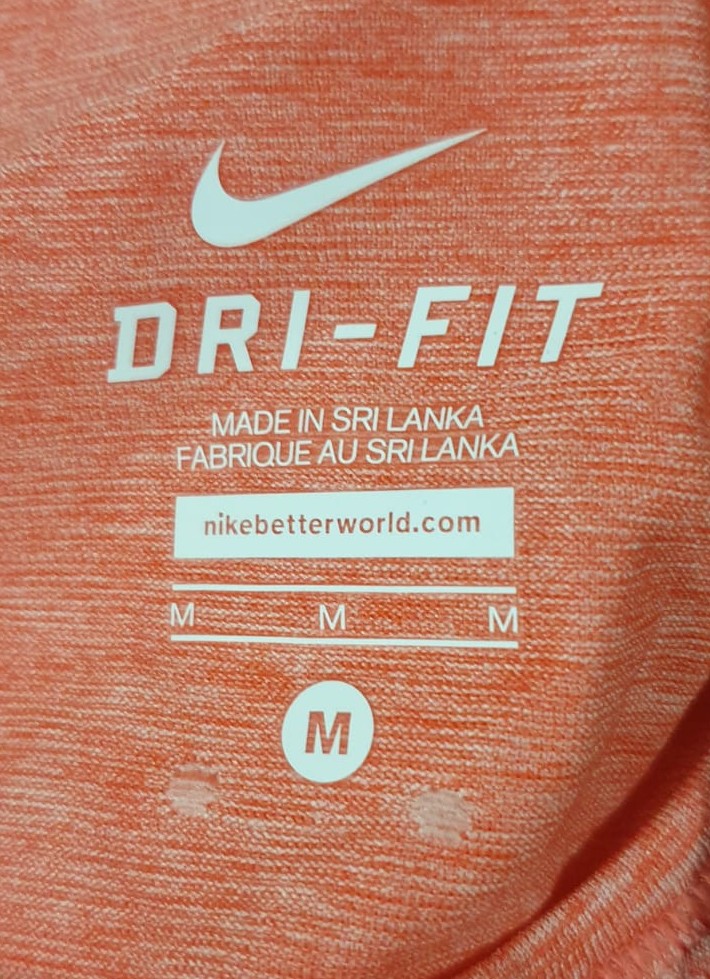 DRI-FIT
MADE IN SRI LANKA
FABRIQUE AU SRI LANKA
nikebetterworld.com
M M M
M